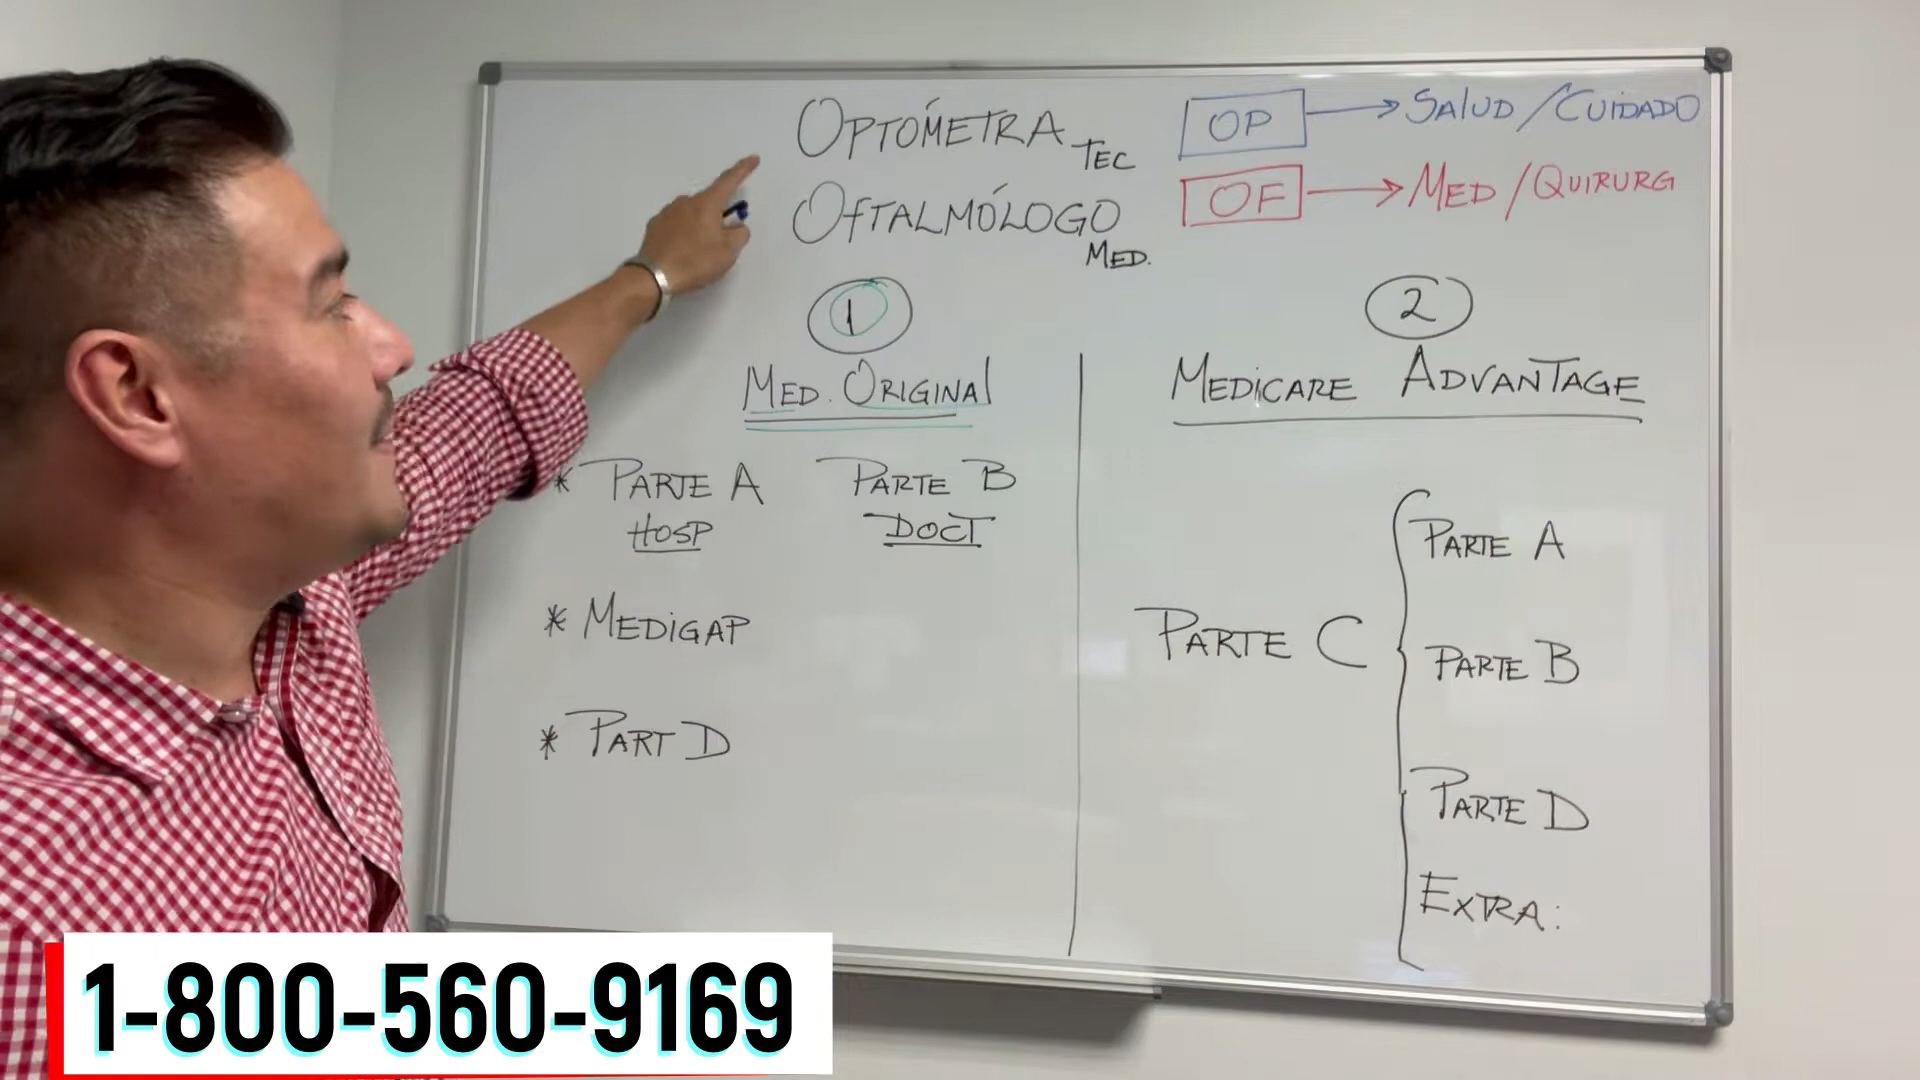 OPTÓMETRA TEC
OFTALMÓLOGO MED.
OP → SALUD / CUIDADO
OF → MED / QUIRURG
1
MED. ORIGINAL
* PARTE A
HOSP
PARTE B
DOCT
* MEDIGAP
* PART D
2
MEDICARE ADVANTAGE
PARTE C
PARTE A
PARTE B
PARTE D
EXTRA:
1-800-560-9169